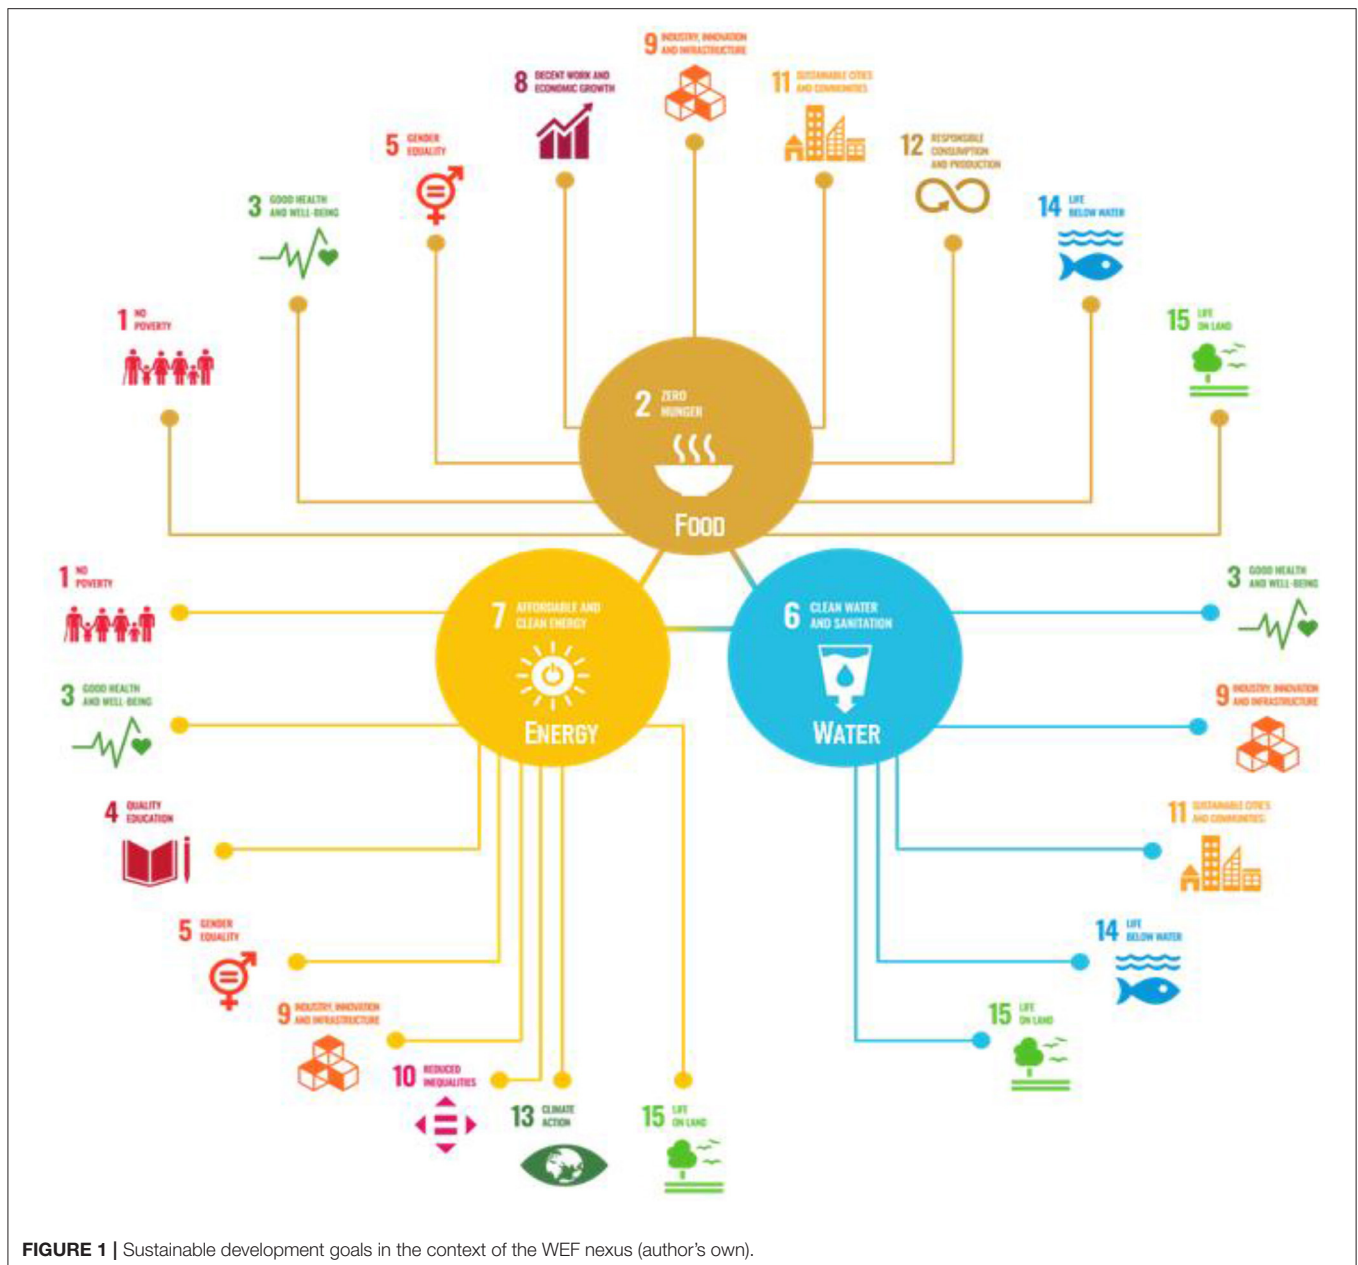 9 INDUSTRY, INNOVATION
AND INFRASTRUCTURE
8 DECENT WORK AND
ECONOMIC GROWTH
11 SUSTAINABLE CITIES
AND COMMUNITIES
5 GENDER
EQUALITY
12 RESPONSIBLE
CONSUMPTION
AND PRODUCTION
3 GOOD HEALTH
AND WELL-BEING
14 LIFE
BELOW WATER
1 NO
POVERTY
15 LIFE
ON LAND
2 ZERO
HUNGER
FOOD
1 NO
POVERTY
7 AFFORDABLE AND
CLEAN ENERGY
ENERGY
6 CLEAN WATER
AND SANITATION
WATER
3 GOOD HEALTH
AND WELL-BEING
3 GOOD HEALTH
AND WELL-BEING
9 INDUSTRY, INNOVATION
AND INFRASTRUCTURE
4 QUALITY
EDUCATION
11 SUSTAINABLE CITIES
AND COMMUNITIES
5 GENDER
EQUALITY
14 LIFE
BELOW WATER
9 INDUSTRY, INNOVATION
AND INFRASTRUCTURE
15 LIFE
ON LAND
10 REDUCED
INEQUALITIES
13 CLIMATE
ACTION
15 LIFE
ON LAND
FIGURE 1 | Sustainable development goals in the context of the WEF nexus (author's own).